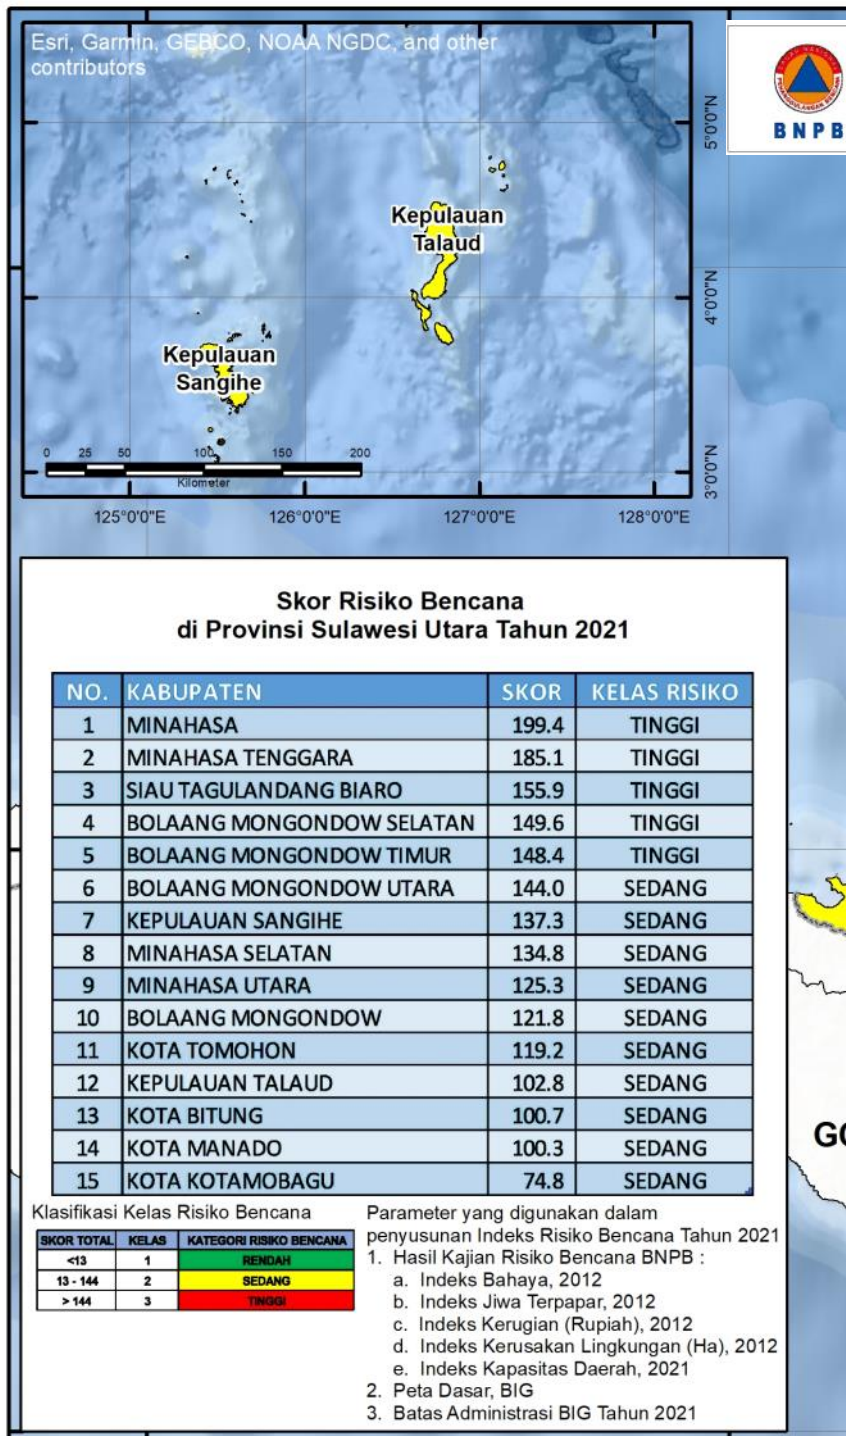 Esri, Garmin, GEBCO, NOAA NGDC, and other
contributors
BNPB
Kepulauan
Talaud
Kepulauan
Sangihe
5°0'0"N
4°0'0"N
3°0'0"N
0 25 50 100 150 200
Kilometer
125°0'0"E 126°0'0"E 127°0'0"E 128°0'0"E
Skor Risiko Bencana
di Provinsi Sulawesi Utara Tahun 2021
NO. KABUPATEN SKOR KELAS RISIKO
1 MINAHASA 199.4 TINGGI
2 MINAHASA TENGGARA 185.1 TINGGI
3 SIAU TAGULANDANG BIARO 155.9 TINGGI
4 BOLAANG MONGONDOW SELATAN 149.6 TINGGI
5 BOLAANG MONGONDOW TIMUR 148.4 TINGGI
6 BOLAANG MONGONDOW UTARA 144.0 SEDANG
7 KEPULAUAN SANGIHE 137.3 SEDANG
8 MINAHASA SELATAN 134.8 SEDANG
9 MINAHASA UTARA 125.3 SEDANG
10 BOLAANG MONGONDOW 121.8 SEDANG
11 KOTA TOMOHON 119.2 SEDANG
12 KEPULAUAN TALAUD 102.8 SEDANG
13 KOTA BITUNG 100.7 SEDANG
14 KOTA MANADO 100.3 SEDANG
15 KOTA KOTAMOBAGU 74.8 SEDANG
Klasifikasi Kelas Risiko Bencana
SKOR TOTAL KELAS KATEGORI RISIKO BENCANA
<13 1 RENDAH
13 - 144 2 SEDANG
> 144 3 TINGGI
Parameter yang digunakan dalam
penyusunan Indeks Risiko Bencana Tahun 2021
1. Hasil Kajian Risiko Bencana BNPB :
a. Indeks Bahaya, 2012
b. Indeks Jiwa Terpapar, 2012
c. Indeks Kerugian (Rupiah), 2012
d. Indeks Kerusakan Lingkungan (Ha), 2012
e. Indeks Kapasitas Daerah, 2021
2. Peta Dasar, BIG
3. Batas Administrasi BIG Tahun 2021